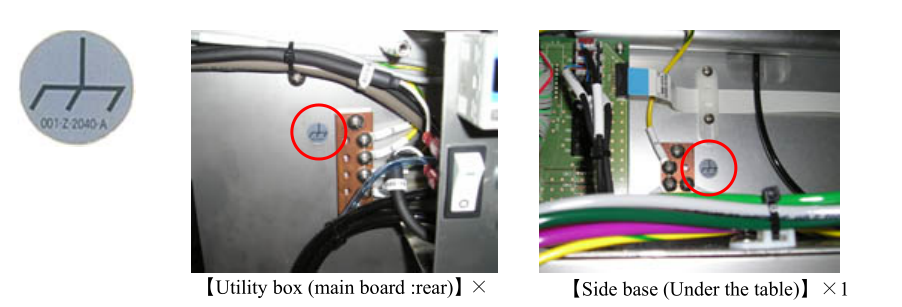 001-Z-2040-A
【Utility box (main board :rear)】×
【Side base (Under the table)】×1